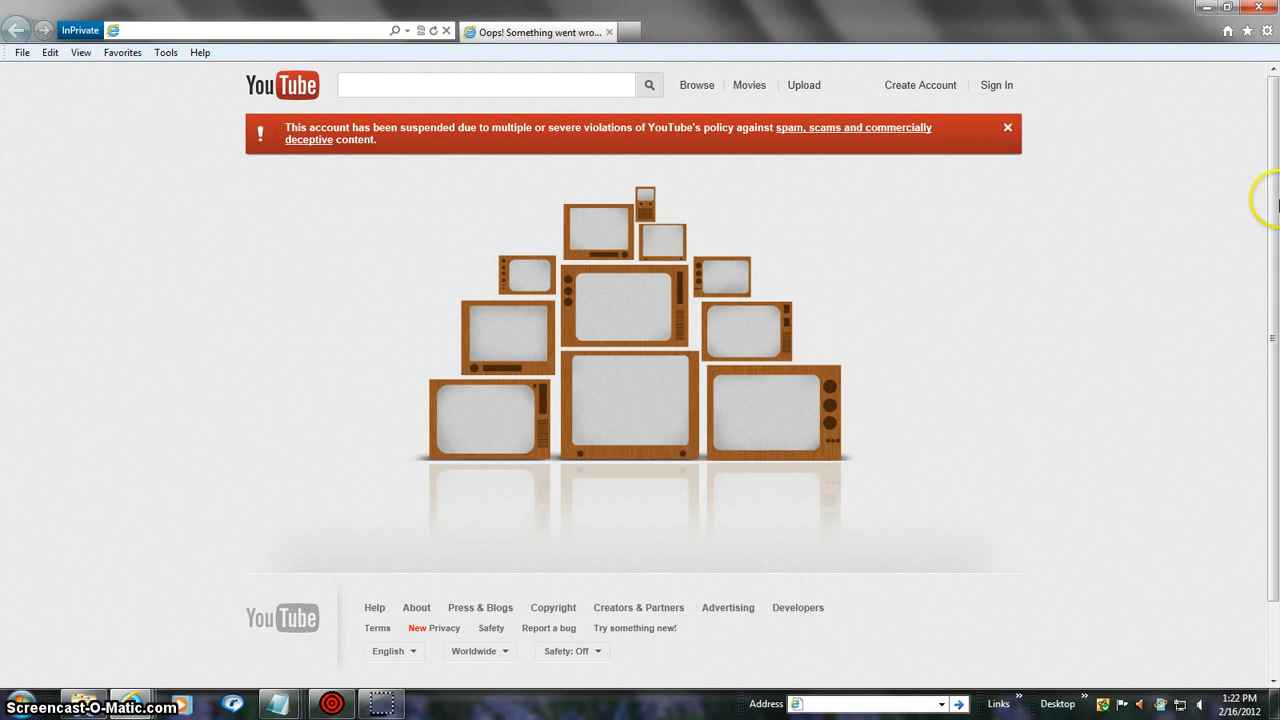 InPrivate
Oops! Something went wro...
File Edit View Favorites Tools Help
YouTube
Browse Movies Upload Create Account Sign In
This account has been suspended due to multiple or severe violations of YouTube's policy against spam, scams and commercially
deceptive content.
YouTube
Help About Press & Blogs Copyright Creators & Partners Advertising Developers
Terms New Privacy Safety Report a bug Try something new!
English Worldwide Safety: Off
Screencast-O-Matic.com
Address Links » Desktop »
1:22 PM
2/16/2012